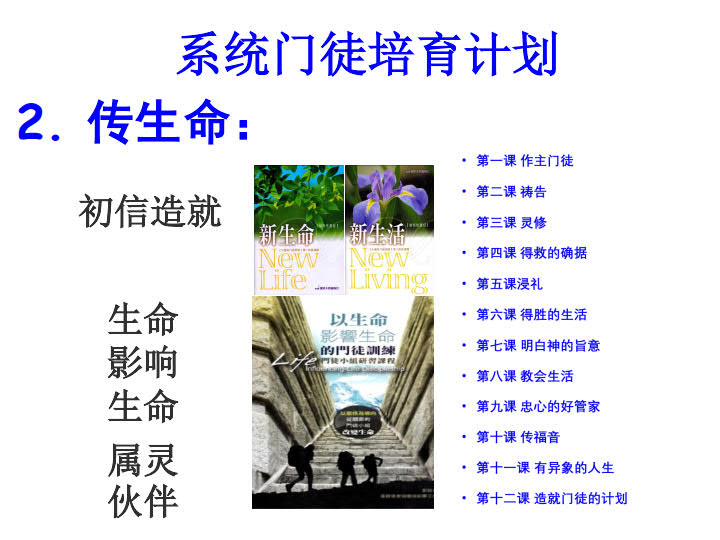 系统门徒培育计划
2. 传生命：
初信造就
生命
影响
生命
属灵
伙伴
新生命
New
Life
新生活
New
Living
以生命
影響生命
的門徒訓練
門徒小組研習課程
Life
Influencing-Life Discipleship
改變生命
• 第一课 作主门徒
• 第二课 祷告
• 第三课 灵修
• 第四课 得救的确据
• 第五课浸礼
• 第六课 得胜的生活
• 第七课 明白神的旨意
• 第八课 教会生活
• 第九课 忠心的好管家
• 第十课 传福音
• 第十一课 有异象的人生
• 第十二课 造就门徒的计划